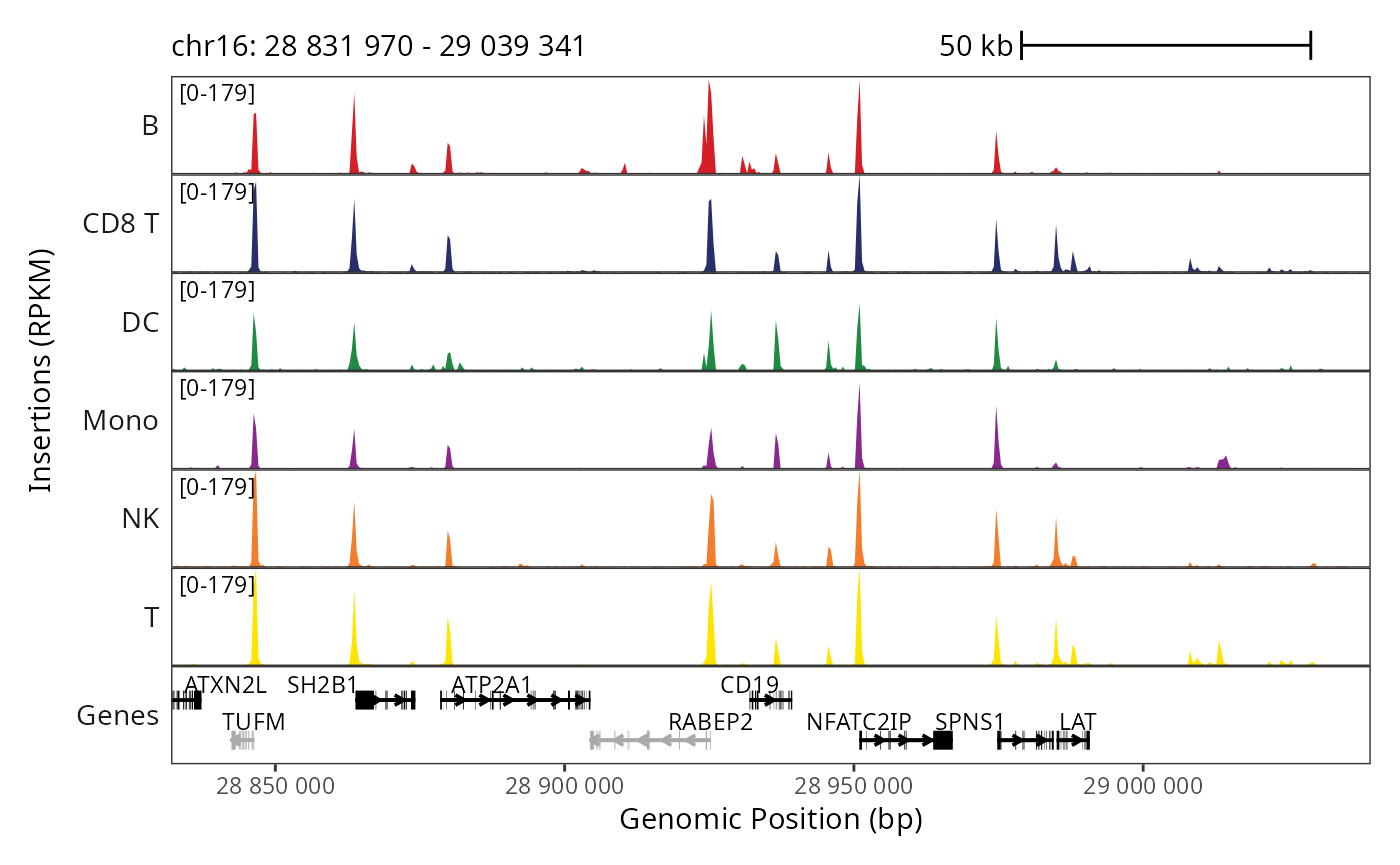 chr16: 28 831 970 - 29 039 341
50 kb
Insertions (RPKM)
B
[0-179]
CD8 T
[0-179]
DC
[0-179]
Mono
[0-179]
NK
[0-179]
T
[0-179]
Genes
ATXN2L SH2B1 ATP2A1 CD19
TUFM RABEP2 NFATC2IP SPNS1 LAT
28 850 000 28 900 000 28 950 000 29 000 000
Genomic Position (bp)